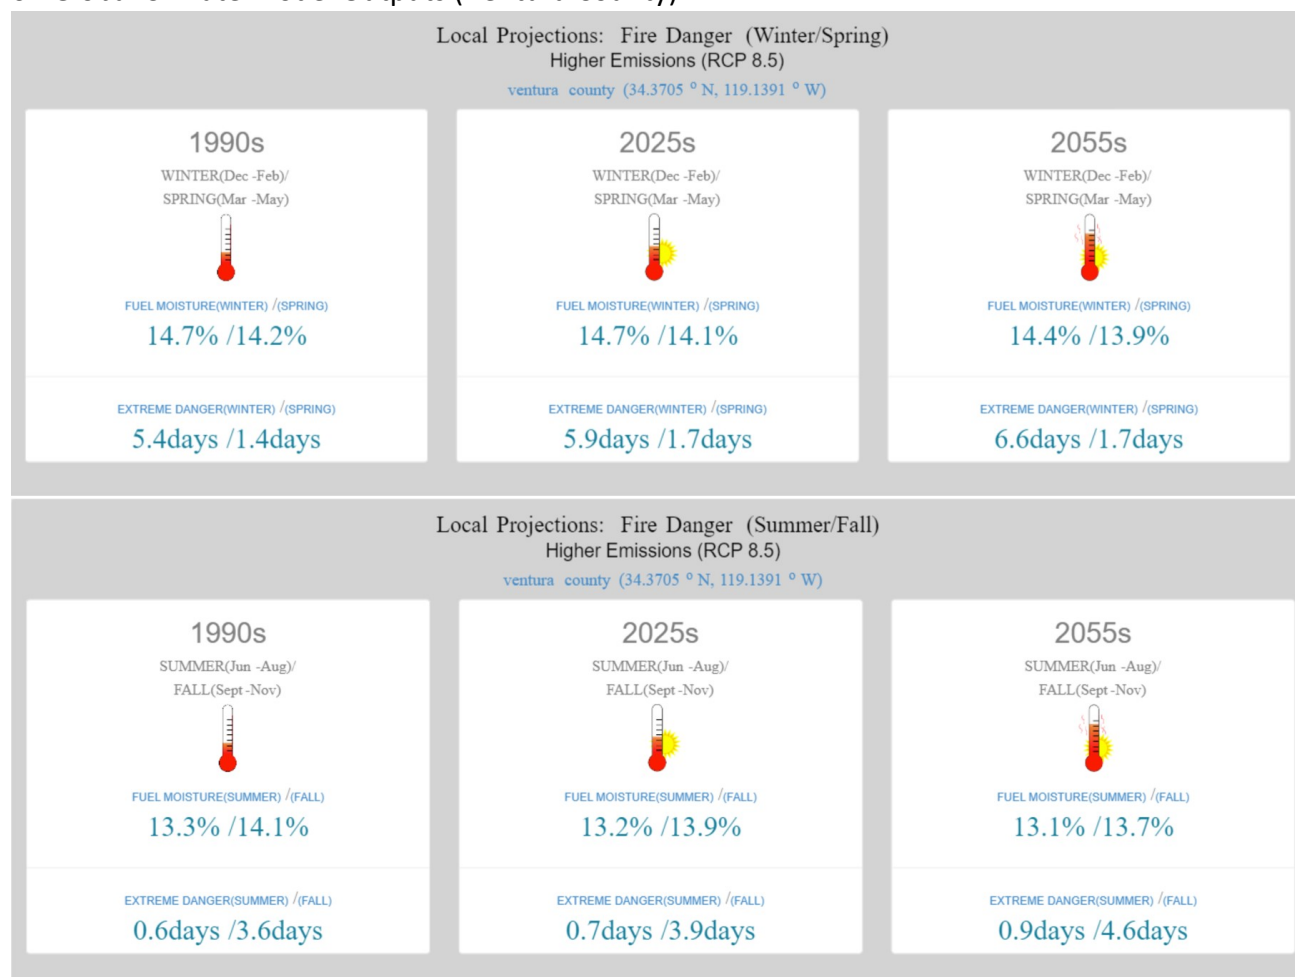 Local Projections: Fire Danger (Winter/Spring)
Higher Emissions (RCP 8.5)
ventura county (34.3705 ° N, 119.1391 ° W)
1990s
WINTER(Dec -Feb)/
SPRING(Mar -May)
FUEL MOISTURE(WINTER) /(SPRING)
14.7% /14.2%
EXTREME DANGER(WINTER) /(SPRING)
5.4days /1.4days
2025s
WINTER(Dec -Feb)/
SPRING(Mar -May)
FUEL MOISTURE(WINTER) /(SPRING)
14.7% /14.1%
EXTREME DANGER(WINTER) /(SPRING)
5.9days /1.7days
2055s
WINTER(Dec -Feb)/
SPRING(Mar -May)
FUEL MOISTURE(WINTER) /(SPRING)
14.4% /13.9%
EXTREME DANGER(WINTER) /(SPRING)
6.6days /1.7days
Local Projections: Fire Danger (Summer/Fall)
Higher Emissions (RCP 8.5)
ventura county (34.3705 ° N, 119.1391 ° W)
1990s
SUMMER(Jun -Aug)/
FALL(Sept -Nov)
FUEL MOISTURE(SUMMER) /(FALL)
13.3% /14.1%
EXTREME DANGER(SUMMER) /(FALL)
0.6days /3.6days
2025s
SUMMER(Jun -Aug)/
FALL(Sept -Nov)
FUEL MOISTURE(SUMMER) /(FALL)
13.2% /13.9%
EXTREME DANGER(SUMMER) /(FALL)
0.7days /3.9days
2055s
SUMMER(Jun -Aug)/
FALL(Sept -Nov)
FUEL MOISTURE(SUMMER) /(FALL)
13.1% /13.7%
EXTREME DANGER(SUMMER) /(FALL)
0.9days /4.6days